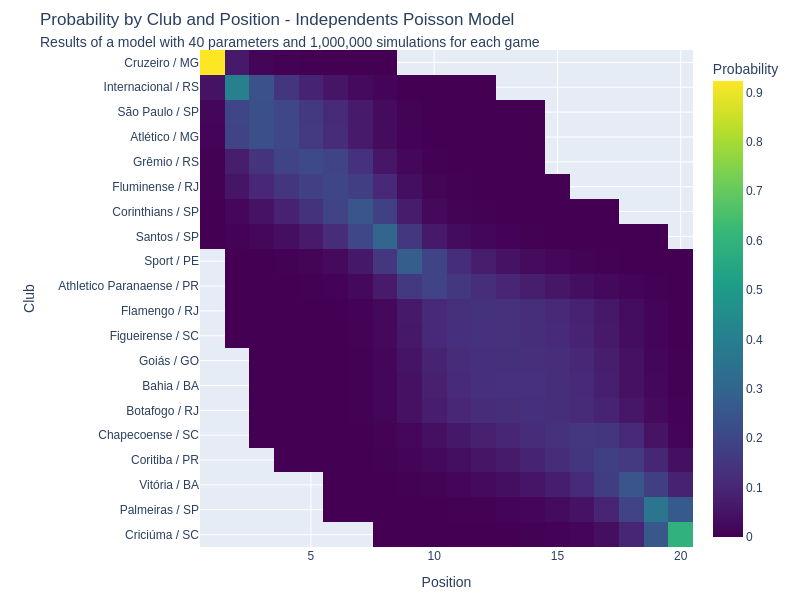 Probability by Club and Position - Independents Poisson Model
Results of a model with 40 parameters and 1,000,000 simulations for each game
Probability
Cruzeiro / MG
Internacional / RS
São Paulo / SP
Atlético / MG
Grêmio / RS
Fluminense / RJ
Corinthians / SP
Santos / SP
Sport / PE
Athletico Paranaense / PR
Flamengo / RJ
Figueirense / SC
Goiás / GO
Bahia / BA
Botafogo / RJ
Chapecoense / SC
Coritiba / PR
Vitória / BA
Palmeiras / SP
Criciúma / SC
Club
5
10
15
20
Position
0.9
0.8
0.7
0.6
0.5
0.4
0.3
0.2
0.1
0